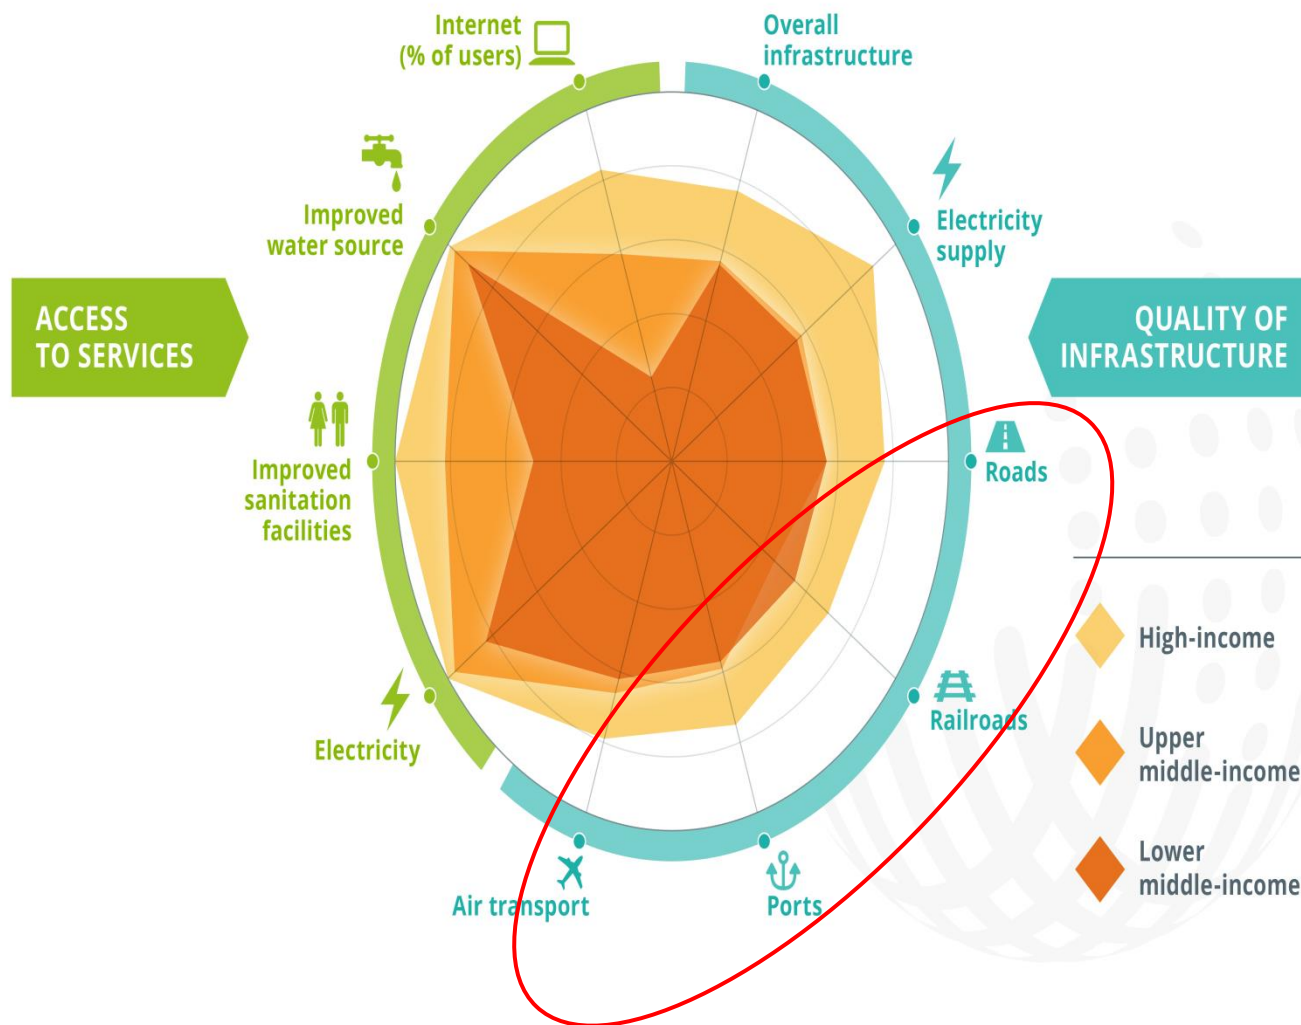 Internet
(% of users)
Overall
infrastructure
Improved
water source
Electricity
supply
ACCESS
TO SERVICES
QUALITY OF
INFRASTRUCTURE
Improved
sanitation
facilities
Roads
High-income
Railroads
Electricity
Upper
middle-income
Lower
middle-income
Air transport
Ports